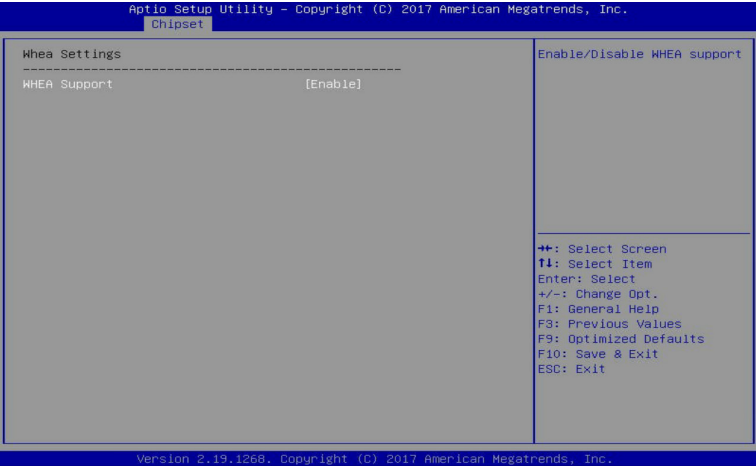 Aptio Setup Utility – Copyright (C) 2017 American Megatrends, Inc.
Chipset
Whea Settings
--------------------------------------------------
WHEA Support [Enable]
Enable/Disable WHEA support
→←: Select Screen
↑↓: Select Item
Enter: Select
+/-: Change Opt.
F1: General Help
F3: Previous Values
F9: Optimized Defaults
F10: Save & Exit
ESC: Exit
Version 2.19.1268. Copyright (C) 2017 American Megatrends, Inc.